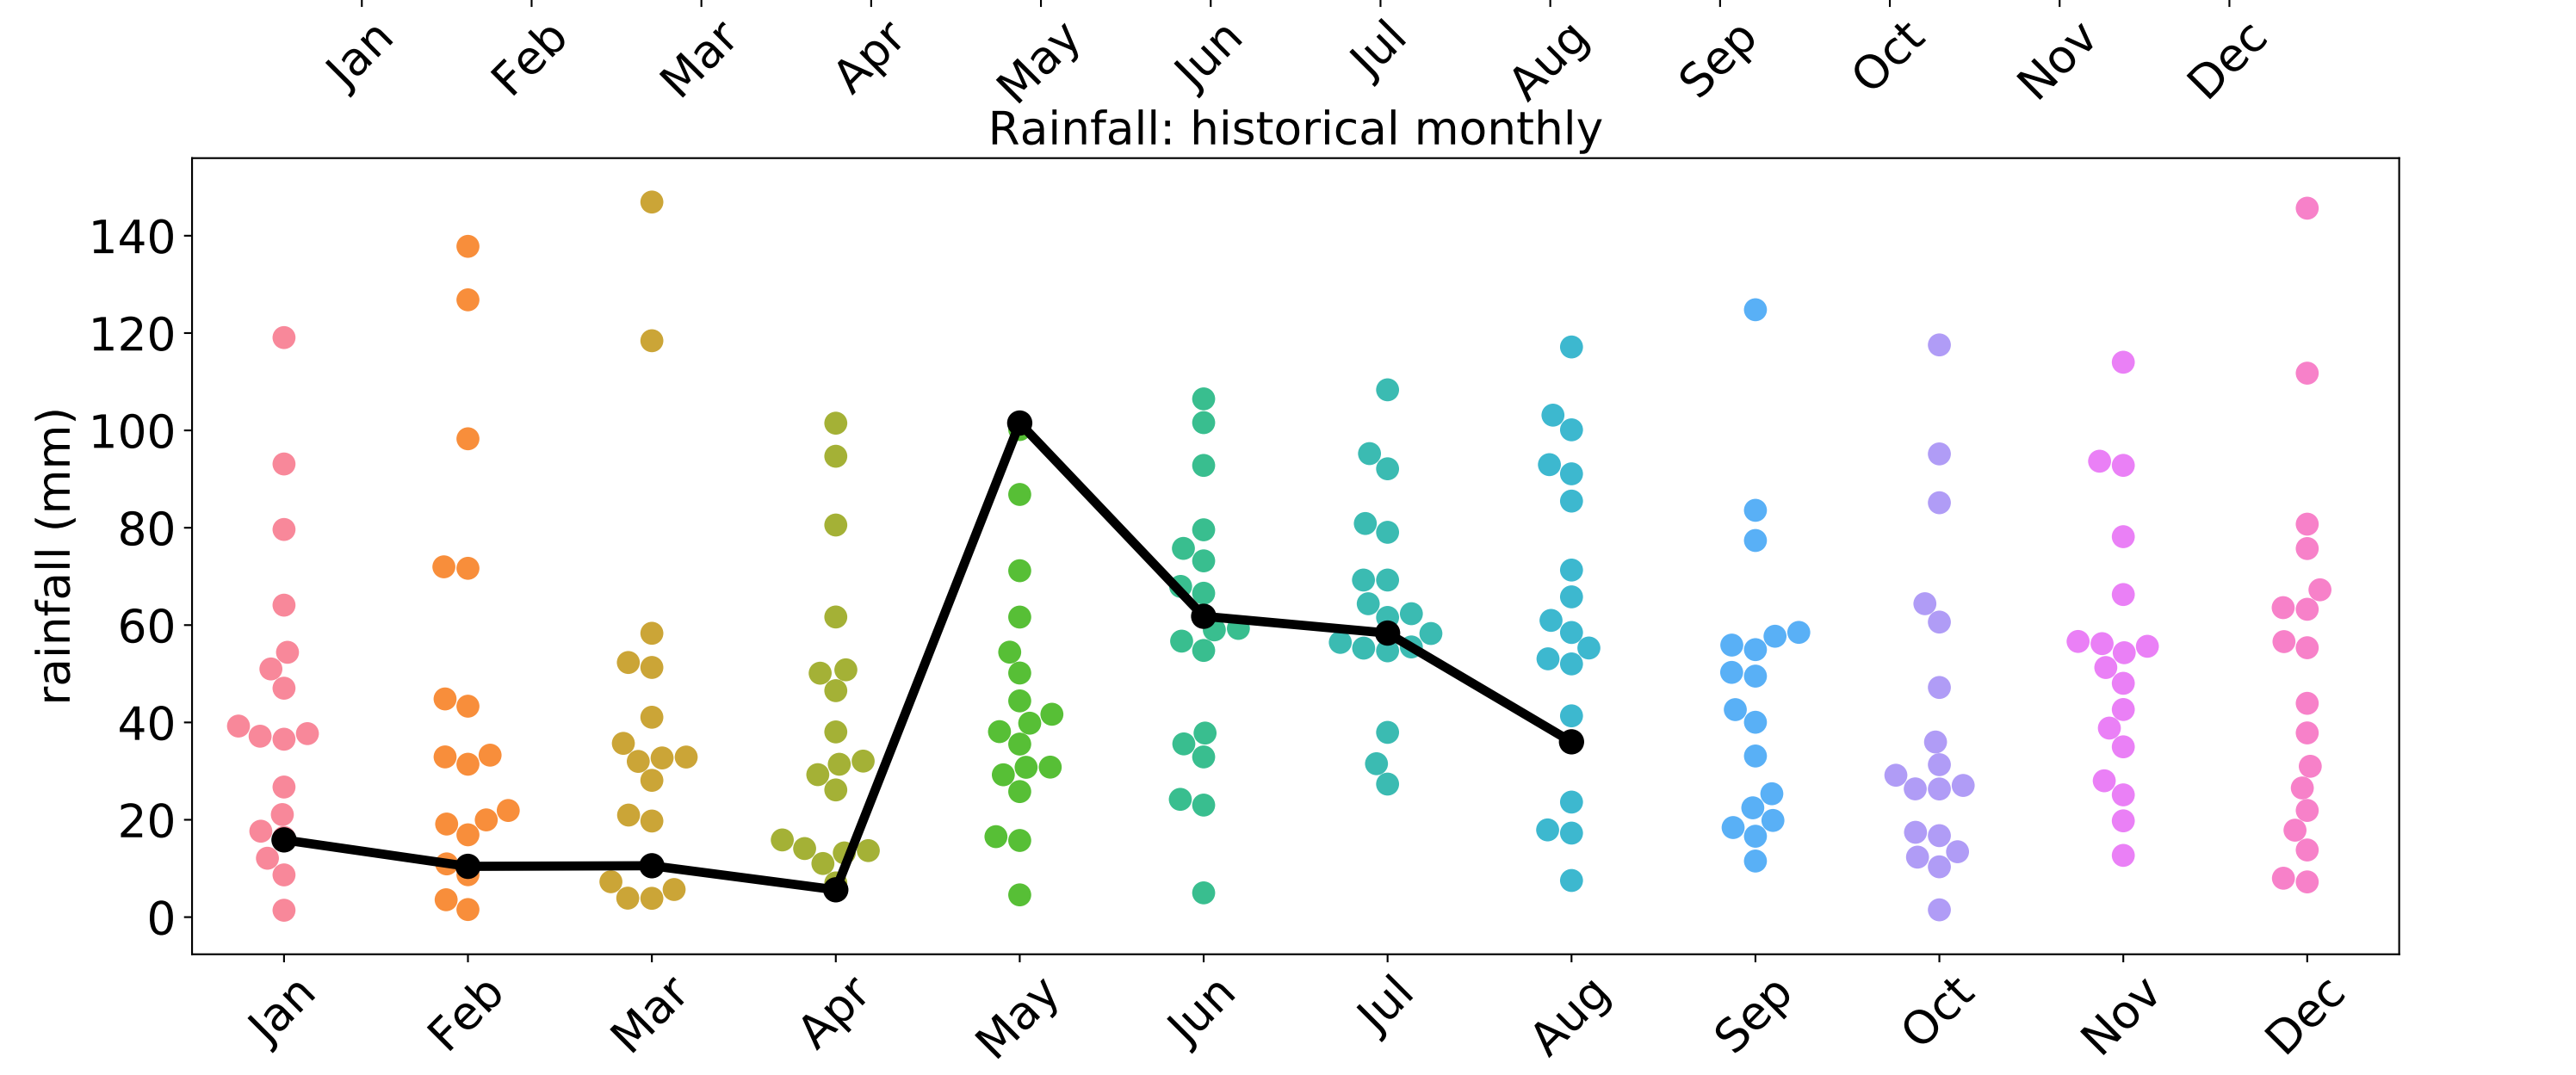 Jan Feb Mar Apr May Jun Jul Aug Sep Oct Nov Dec
Rainfall: historical monthly
rainfall (mm)
140
120
100
80
60
40
20
0
Jan Feb Mar Apr May Jun Jul Aug Sep Oct Nov Dec